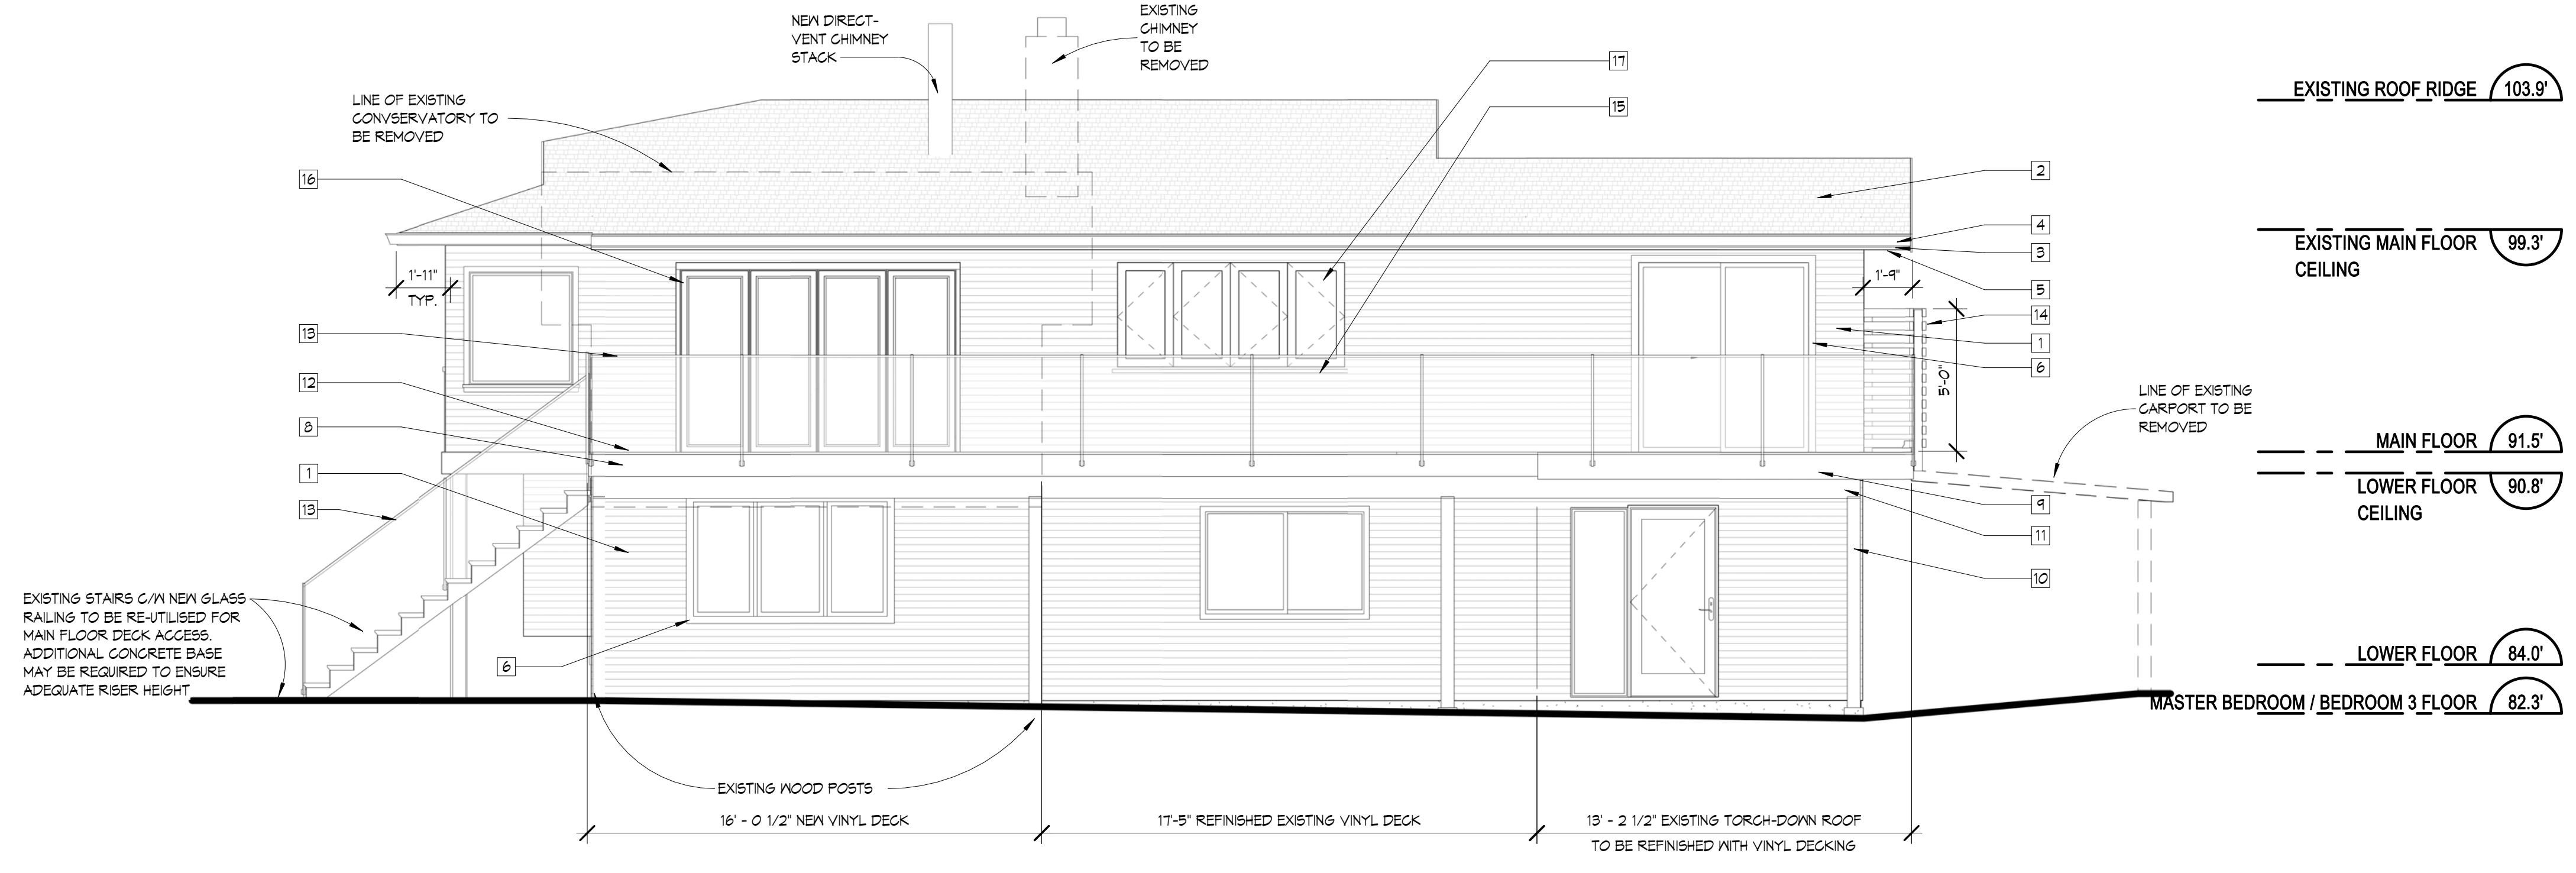 NEW DIRECT-
VENT CHIMNEY
STACK
EXISTING
CHIMNEY
TO BE
REMOVED
17
15
LINE OF EXISTING
CONVSERVATORY TO
BE REMOVED
16
2
4
3
5
14
1
6
1'-11"
TYP.
1'-9"
5'-0"
13
12
8
1
13
LINE OF EXISTING
CARPORT TO BE
REMOVED
9
11
10
6
EXISTING STAIRS C/W NEW GLASS
RAILING TO BE RE-UTILISED FOR
MAIN FLOOR DECK ACCESS.
ADDITIONAL CONCRETE BASE
MAY BE REQUIRED TO ENSURE
ADEQUATE RISER HEIGHT
EXISTING WOOD POSTS
16' - 0 1/2" NEW VINYL DECK
17'-5" REFINISHED EXISTING VINYL DECK
13' - 2 1/2" EXISTING TORCH-DOWN ROOF
TO BE REFINISHED WITH VINYL DECKING
EXISTING ROOF RIDGE 103.9'
EXISTING MAIN FLOOR 99.3'
CEILING
MAIN FLOOR 91.5'
LOWER FLOOR 90.8'
CEILING
LOWER FLOOR 84.0'
MASTER BEDROOM / BEDROOM 3 FLOOR 82.3'